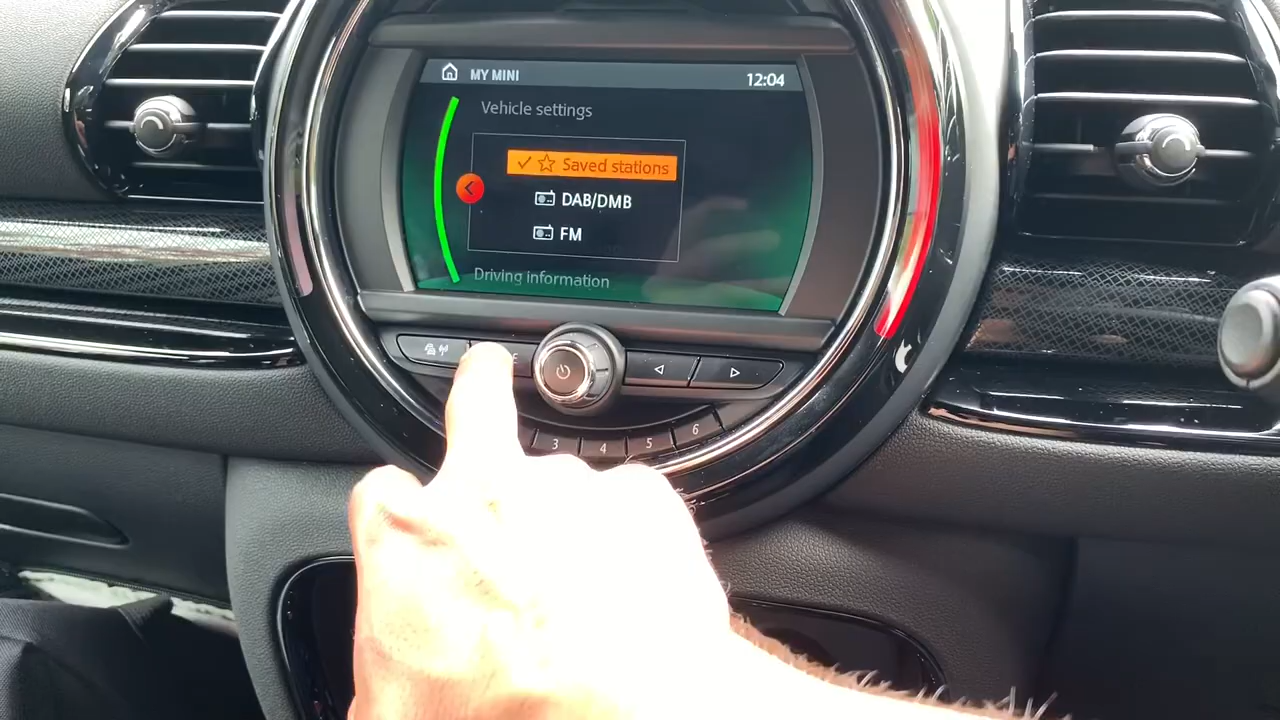 MY MINI
12:04
Vehicle settings
Saved stations
DAB/DMB
FM
Driving information
E
3
4
5
6